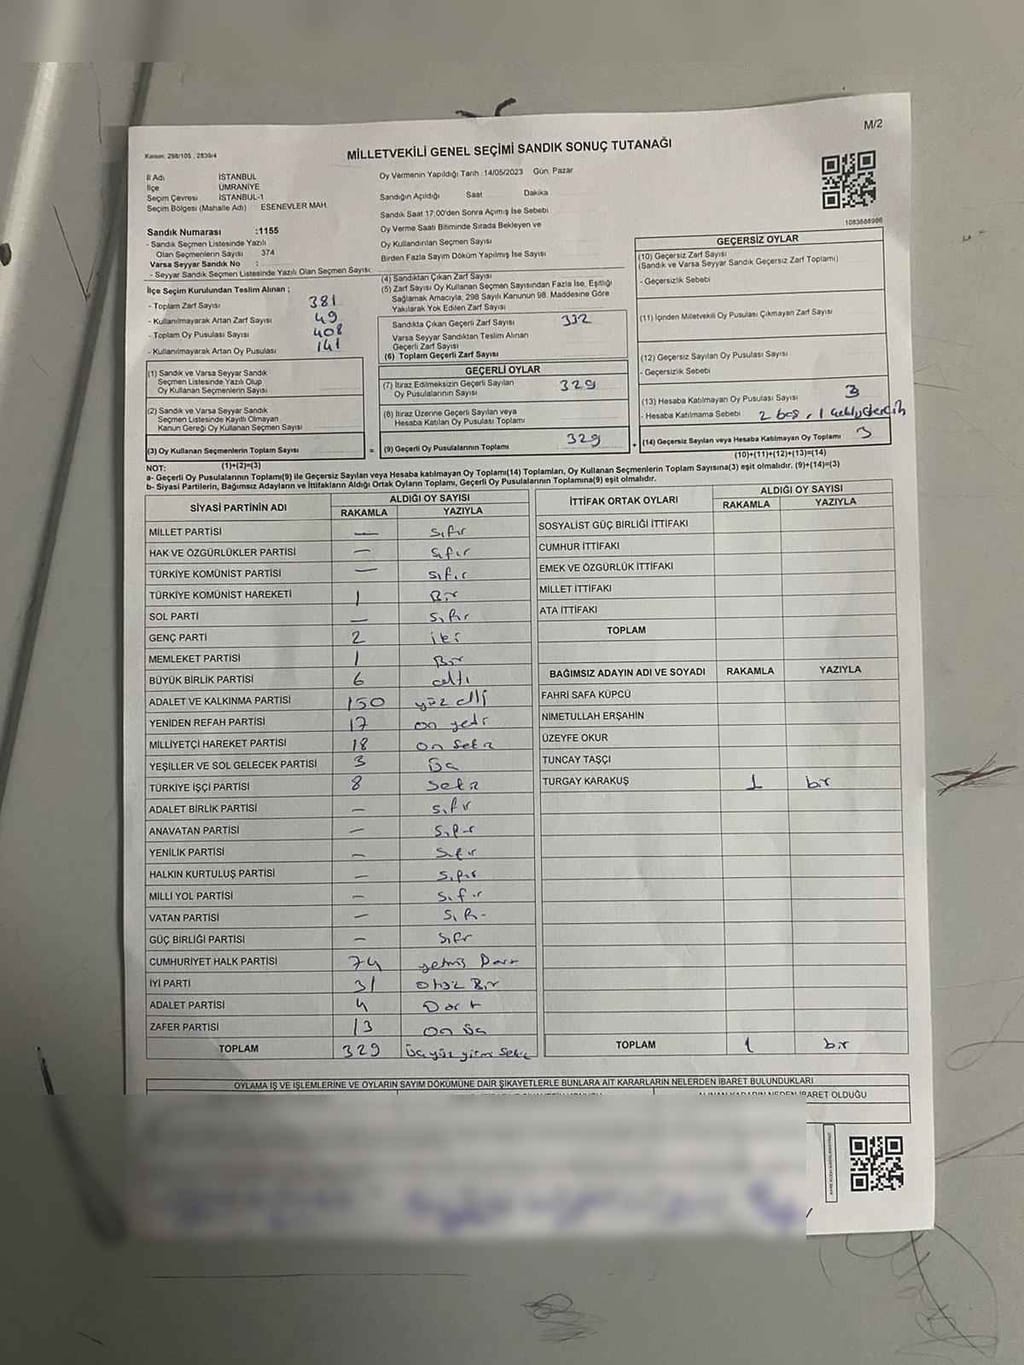 M/2
Kanun: 298/105 , 2839/4
MİLLETVEKİLİ GENEL SEÇİMİ SANDIK SONUÇ TUTANAĞI
İl Adı İSTANBUL
İlçe ÜMRANİYE
Seçim Çevresi İSTANBUL-1
Seçim Bölgesi (Mahalle Adı) ESENEVLER MAH.
Oy Vermenin Yapıldığı Tarih :14/05/2023 Gün: Pazar
Sandığın Açıldığı Saat Dakika
Sandık Saat 17:00'den Sonra Açımış İse Sebebi
Oy Verme Saati Bitiminde Sırada Bekleyen ve
Oy Kullandırılan Seçmen Sayısı
Birden Fazla Sayım Döküm Yapılmış İse Sayısı
Sandık Numarası :1155
- Sandık Seçmen Listesinde Yazılı
Olan Seçmenlerin Sayısı 374
Varsa Seyyar Sandık No :
- Seyyar Sandık Seçmen Listesinde Yazılı Olan Seçmen Sayısı:
İlçe Seçim Kurulundan Teslim Alınan ;
- Toplam Zarf Sayısı 381
- Kullanılmayarak Artan Zarf Sayısı 49
- Toplam Oy Pusulası Sayısı 408
- Kullanılmayarak Artan Oy Pusulası 141
(1) Sandık ve Varsa Seyyar Sandık
Seçmen Listesinde Yazılı Olup
Oy Kullanan Seçmenlerin Sayısı
(2) Sandık ve Varsa Seyyar Sandık
Seçmen Listesinde Kayıtlı Olmayan
Kanun Gereği Oy Kullanan Seçmen Sayısı
(3) Oy Kullanan Seçmenlerin Toplam Sayısı =
(1)+(2)=(3)
(4) Sandıktan Çıkan Zarf Sayısı
(5) Zarf Sayısı Oy Kullanan Seçmen Sayısından Fazla İse, Eşitliği
Sağlamak Amacıyla, 298 Sayılı Kanunun 98. Maddesine Göre
Yakılarak Yok Edilen Zarf Sayısı
Sandıkta Çıkan Geçerli Zarf Sayısı 332
Varsa Seyyar Sandıktan Teslim Alınan
Geçerli Zarf Sayısı
(6) Toplam Geçerli Zarf Sayısı
GEÇERLİ OYLAR
(7) İtiraz Edilmeksizin Geçerli Sayılan
Oy Pusulalarının Sayısı 329
(8) İtiraz Üzerine Geçerli Sayılan veya
Hesaba Katılan Oy Pusulası Toplamı
(9) Geçerli Oy Pusulalarının Toplamı 329 +
1083688906
GEÇERSİZ OYLAR
(10) Geçersiz Zarf Sayısı
(Sandık ve Varsa Seyyar Sandık Geçersiz Zarf Toplamı)
- Geçersizlik Sebebi
(11) İçinden Milletvekili Oy Pusulası Çıkmayan Zarf Sayısı
(12) Geçersiz Sayılan Oy Pusulası Sayısı
- Geçersizlik Sebebi
(13) Hesaba Katılmayan Oy Pusulası Sayısı 3
- Hesaba Katılmama Sebebi 2 boş , 1
(14) Geçersiz Sayılan veya Hesaba Katılmayan Oy Toplamı 3
(10)+(11)+(12)+(13)=(14)
NOT:
a- Geçerli Oy Pusulalarının Toplamı(9) ile Geçersiz Sayılan veya Hesaba katılmayan Oy Toplamı(14) Toplamları, Oy Kullanan Seçmenlerin Toplam Sayısına(3) eşit olmalıdır. (9)+(14)=(3)
b- Siyasi Partilerin, Bağımsız Adayların ve İttifakların Aldığı Ortak Oyların Toplamı, Geçerli Oy Pusulalarının Toplamına(9) eşit olmalıdır.
SİYASİ PARTİNİN ADI ALDIĞI OY SAYISI
RAKAMLA YAZIYLA
MİLLET PARTİSİ — sıfır
HAK VE ÖZGÜRLÜKLER PARTİSİ — sıfır
TÜRKİYE KOMÜNİST PARTİSİ — sıfır
TÜRKİYE KOMÜNİST HAREKETİ 1 Bir
SOL PARTİ — sıfır
GENÇ PARTİ 2 iki
MEMLEKET PARTİSİ 1 Bir
BÜYÜK BİRLİK PARTİSİ 6 altı
ADALET VE KALKINMA PARTİSİ 150 yüz elli
YENİDEN REFAH PARTİSİ 17 on yedi
MİLLİYETÇİ HAREKET PARTİSİ 18 on sekiz
YEŞİLLER VE SOL GELECEK PARTİSİ 3 üç
TÜRKİYE İŞÇİ PARTİSİ 8 sekiz
ADALET BİRLİK PARTİSİ — sıfır
ANAVATAN PARTİSİ — sıfır
YENİLİK PARTİSİ — sıfır
HALKIN KURTULUŞ PARTİSİ — sıfır
MİLLİ YOL PARTİSİ — sıfır
VATAN PARTİSİ — sıfır
GÜÇ BİRLİĞİ PARTİSİ — sıfır
CUMHURİYET HALK PARTİSİ 74 yetmiş Dört
İYİ PARTİ 31 otuz Bir
ADALET PARTİSİ 4 Dört
ZAFER PARTİSİ 13 on üç
TOPLAM 329 üç yüz yirmi sekiz
İTTİFAK ORTAK OYLARI ALDIĞI OY SAYISI
RAKAMLA YAZIYLA
SOSYALİST GÜÇ BİRLİĞİ İTTİFAKI
CUMHUR İTTİFAKI
EMEK VE ÖZGÜRLÜK İTTİFAKI
MİLLET İTTİFAKI
ATA İTTİFAKI
TOPLAM
BAĞIMSIZ ADAYIN ADI VE SOYADI RAKAMLA YAZIYLA
FAHRİ SAFA KÜPCÜ
NİMETULLAH ERŞAHİN
ÜZEYFE OKUR
TUNCAY TAŞÇI
TURGAY KARAKUŞ 1 bir
TOPLAM 1 bir
OYLAMA İŞ VE İŞLEMLERİNE VE OYLARIN SAYIM DÖKÜMÜNE DAİR ŞİKAYETLERLE BUNLARA AİT KARARLARIN NELERDEN İBARET BULUNDUKLARI
ALINAN KARARIN NEDEN İBARET OLDUĞU